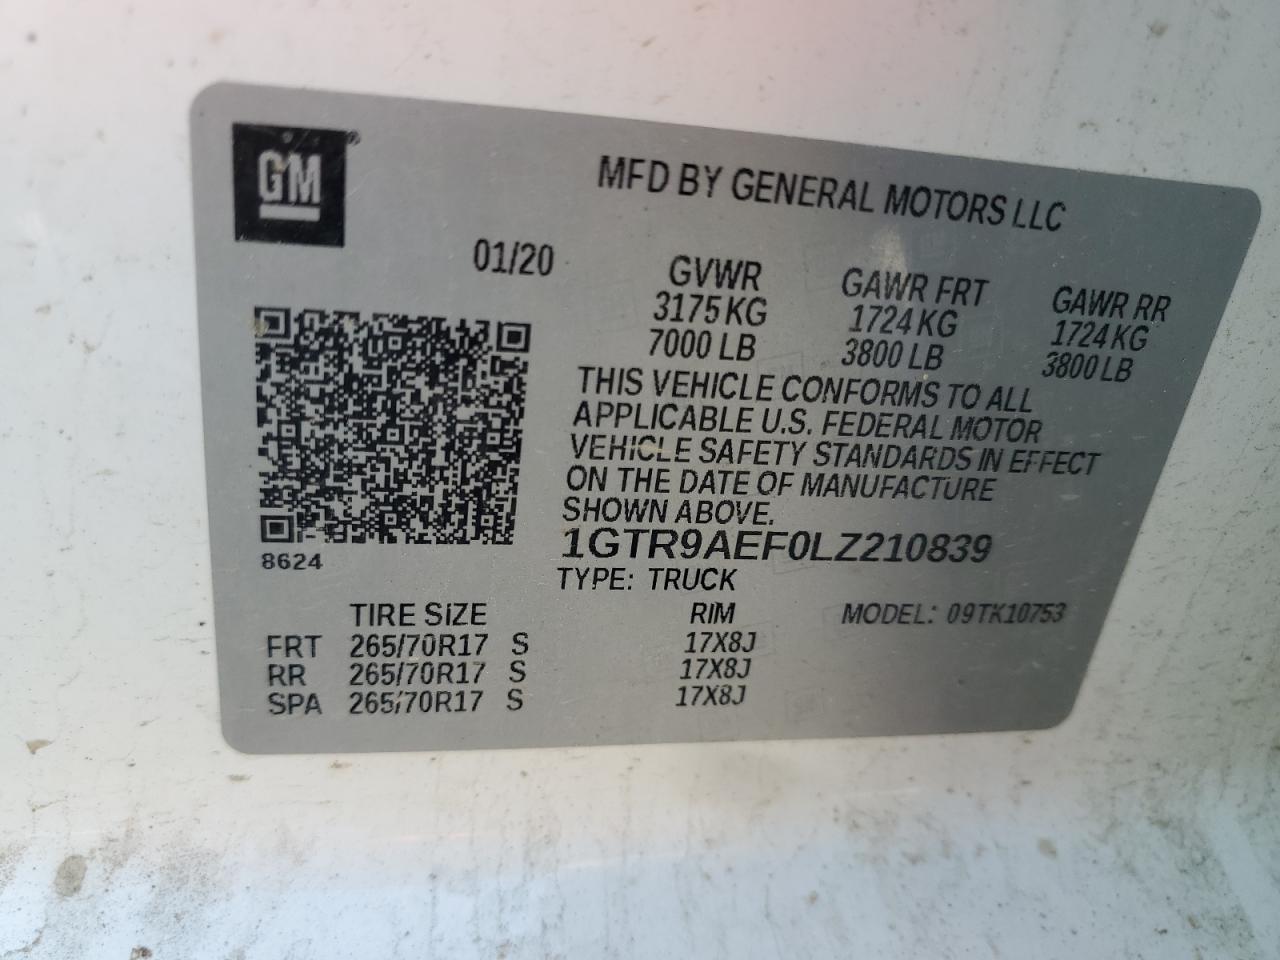 GM®
MFD BY GENERAL MOTORS LLC
01/20
GVWR GAWR FRT GAWR RR
3175 KG 1724 KG 1724 KG
7000 LB 3800 LB 3800 LB
THIS VEHICLE CONFORMS TO ALL
APPLICABLE U.S. FEDERAL MOTOR
VEHICLE SAFETY STANDARDS IN EFFECT
ON THE DATE OF MANUFACTURE
SHOWN ABOVE.
8624
1GTR9AEF0LZ210839
TYPE: TRUCK
TIRE SIZE RIM MODEL: 09TK10753
FRT 265/70R17 S 17X8J
RR 265/70R17 S 17X8J
SPA 265/70R17 S 17X8J